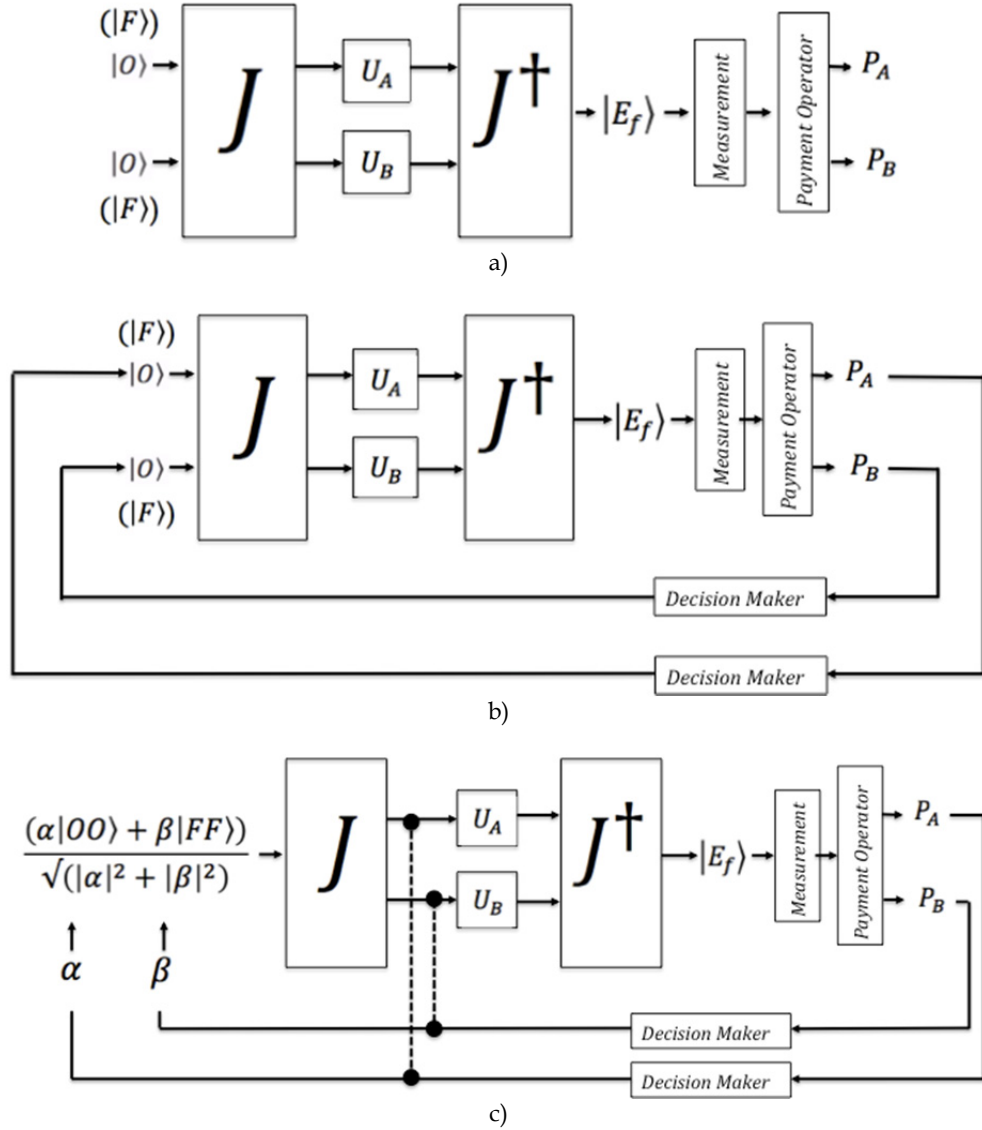 (|F⟩)
|O⟩
J
U_A
J†
|E_f⟩
Measurement
Payment Operator
P_A
|O⟩
U_B
P_B
(|F⟩)
a)
(|F⟩)
|O⟩
J
U_A
J†
|E_f⟩
Measurement
Payment Operator
P_A
|O⟩
U_B
P_B
(|F⟩)
Decision Maker
Decision Maker
b)
(α|OO⟩ + β|FF⟩)
√(|α|² + |β|²)
J
U_A
J†
|E_f⟩
Measurement
Payment Operator
P_A
U_B
P_B
α
β
Decision Maker
Decision Maker
c)